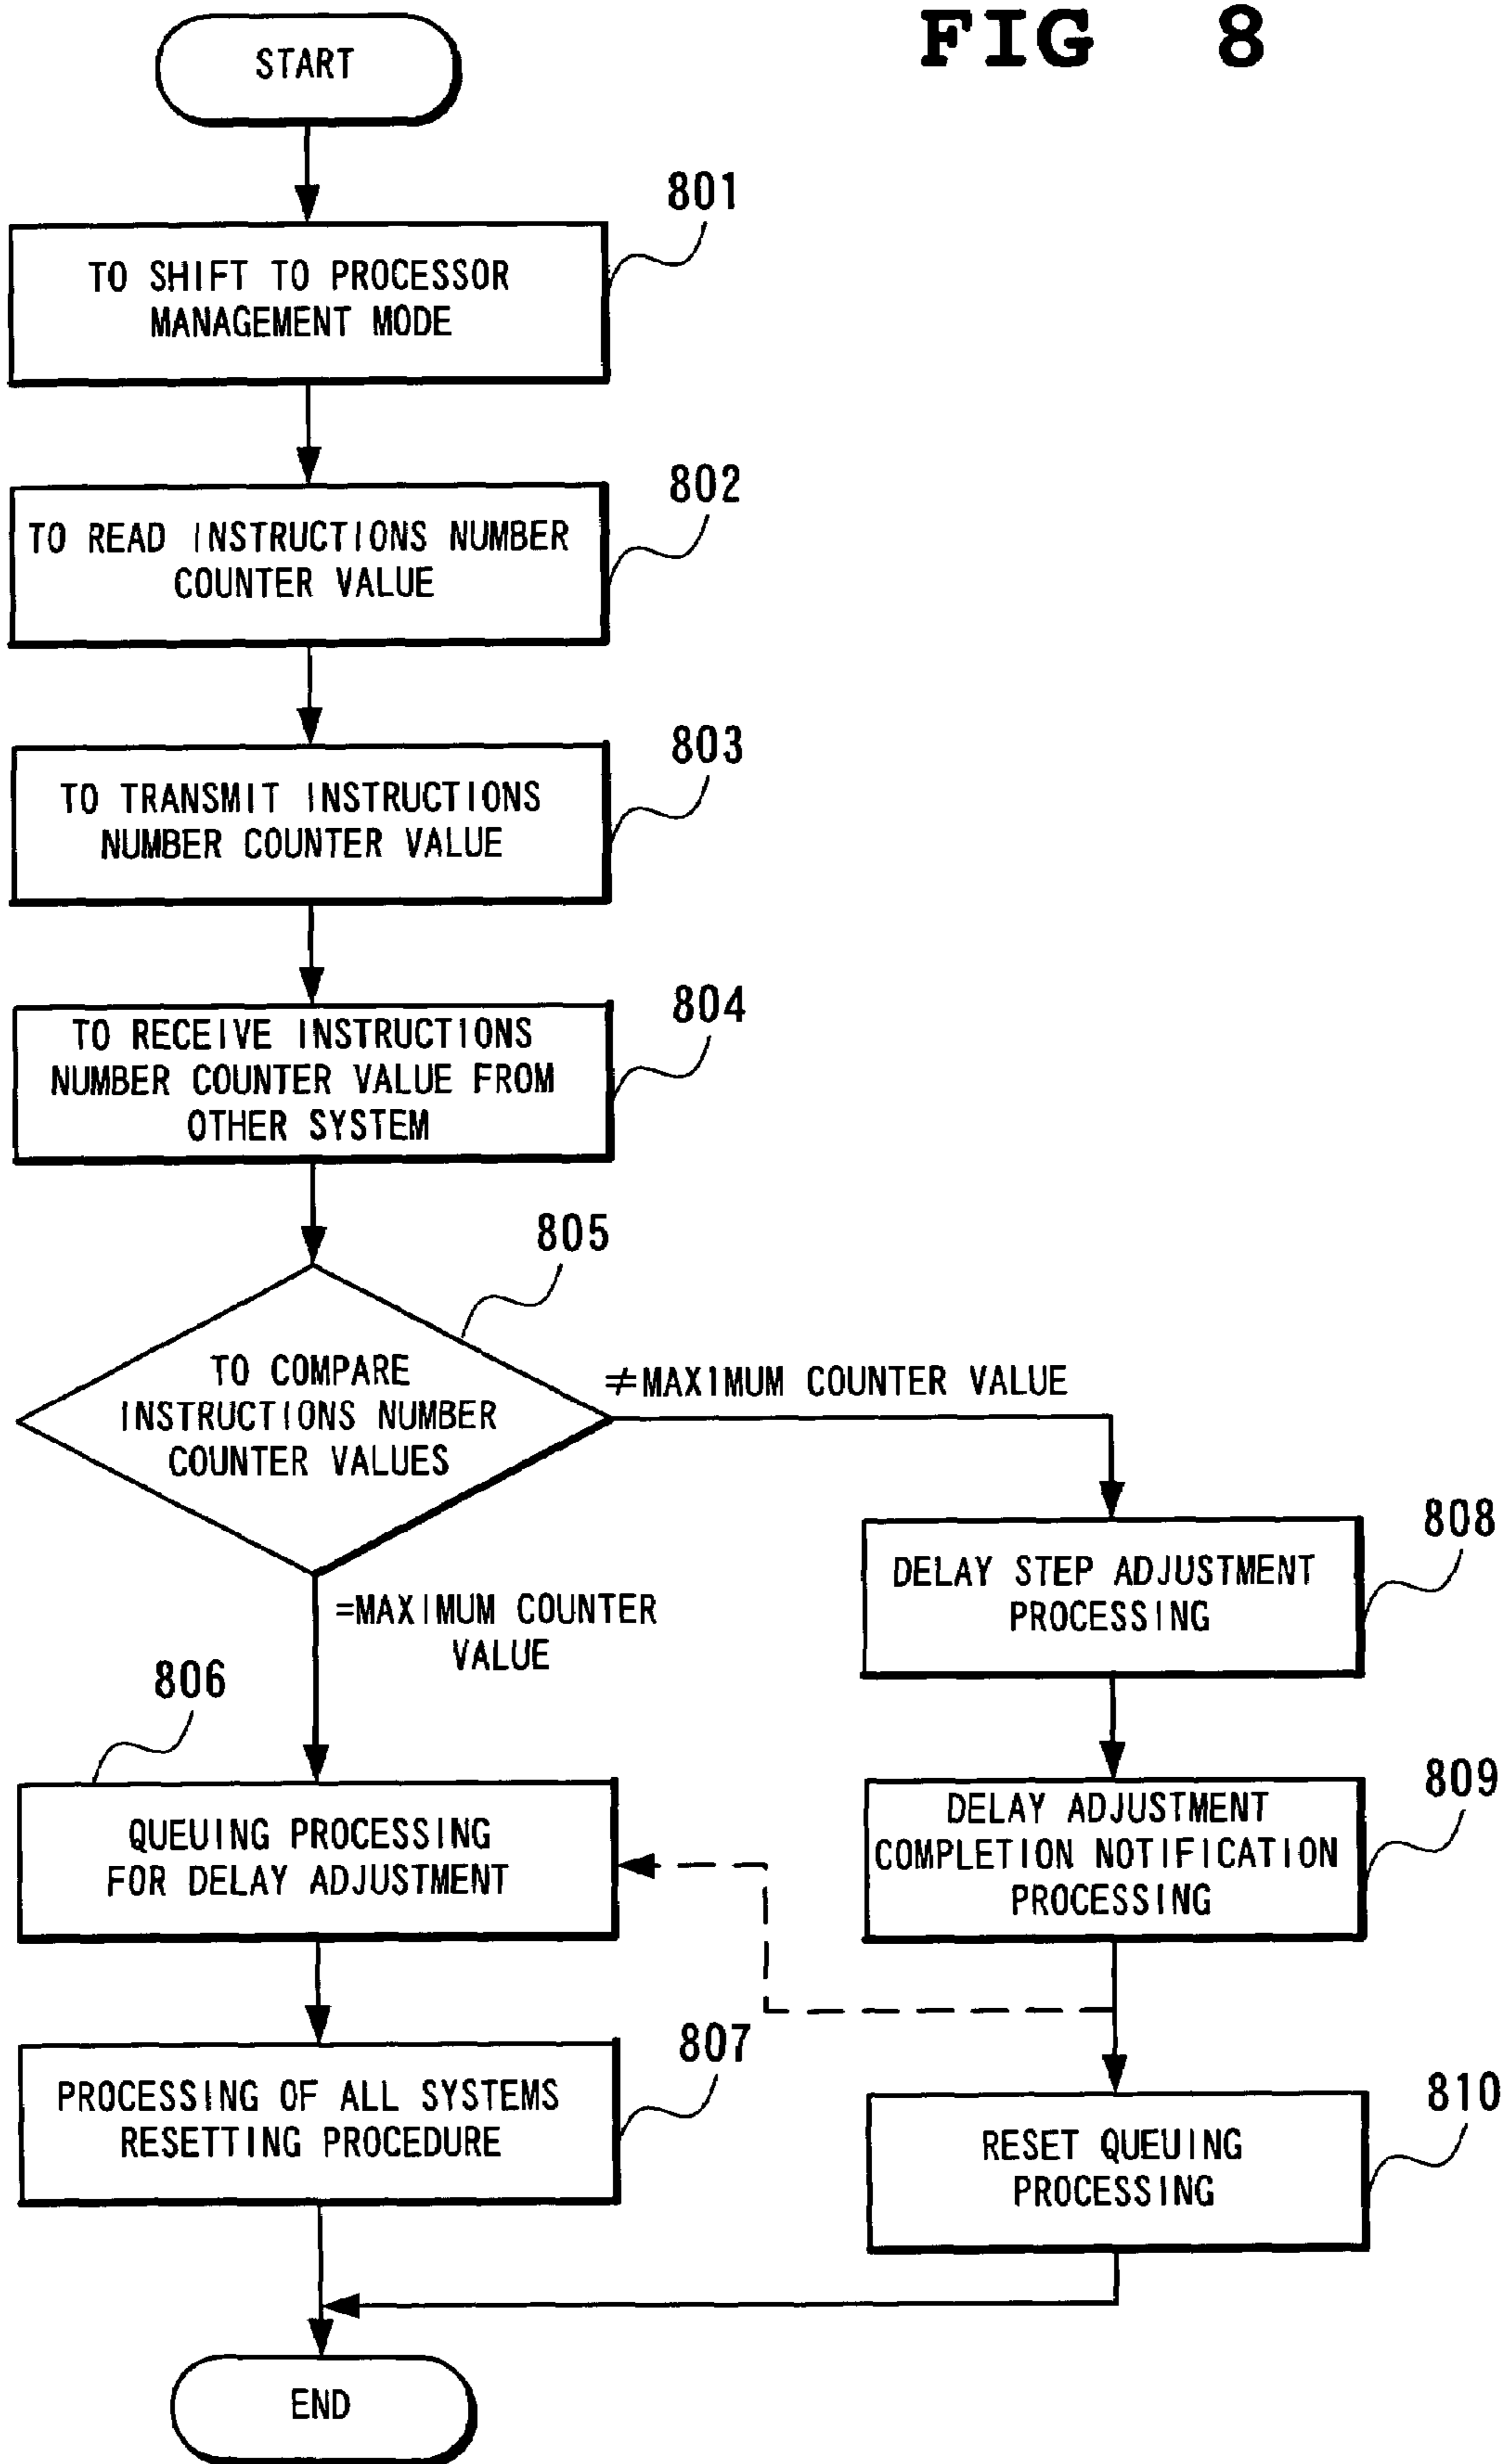 FIG 8
START
801
TO SHIFT TO PROCESSOR
MANAGEMENT MODE
802
TO READ INSTRUCTIONS NUMBER
COUNTER VALUE
803
TO TRANSMIT INSTRUCTIONS
NUMBER COUNTER VALUE
804
TO RECEIVE INSTRUCTIONS
NUMBER COUNTER VALUE FROM
OTHER SYSTEM
805
TO COMPARE
INSTRUCTIONS NUMBER
COUNTER VALUES
≠MAXIMUM COUNTER VALUE
=MAXIMUM COUNTER
VALUE
806
QUEUING PROCESSING
FOR DELAY ADJUSTMENT
807
PROCESSING OF ALL SYSTEMS
RESETTING PROCEDURE
808
DELAY STEP ADJUSTMENT
PROCESSING
809
DELAY ADJUSTMENT
COMPLETION NOTIFICATION
PROCESSING
810
RESET QUEUING
PROCESSING
END